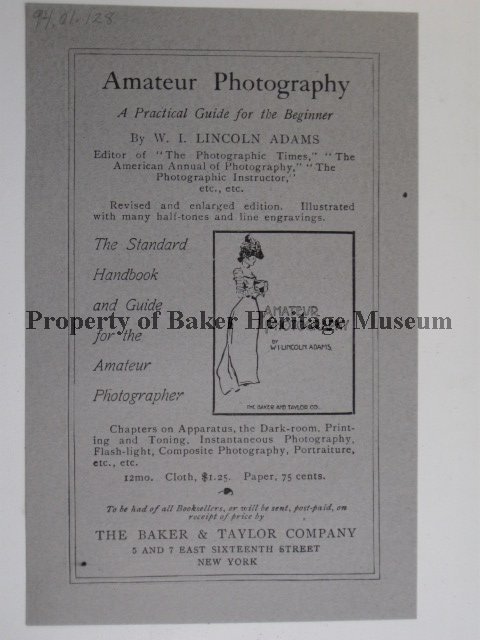 94.01.128
Amateur Photography
A Practical Guide for the Beginner
By W. I. LINCOLN ADAMS
Editor of "The Photographic Times," "The
American Annual of Photography," "The
Photographic Instructor,"
etc., etc.
Revised and enlarged edition. Illustrated
with many half-tones and line engravings.
The Standard
Handbook
and Guide
for the
Amateur
Photographer
AMATEUR
PHOTOGRAPHY
BY
W·I·LINCOLN ADAMS.
THE BAKER AND TAYLOR CO.
Property of Baker Heritage Museum
Chapters on Apparatus, the Dark-room, Print-
ing and Toning, Instantaneous Photography,
Flash-light, Composite Photography, Portraiture,
etc., etc.
12mo. Cloth, $1.25. Paper, 75 cents.
To be had of all Booksellers, or will be sent, post-paid, on
receipt of price by
THE BAKER & TAYLOR COMPANY
5 AND 7 EAST SIXTEENTH STREET
NEW YORK